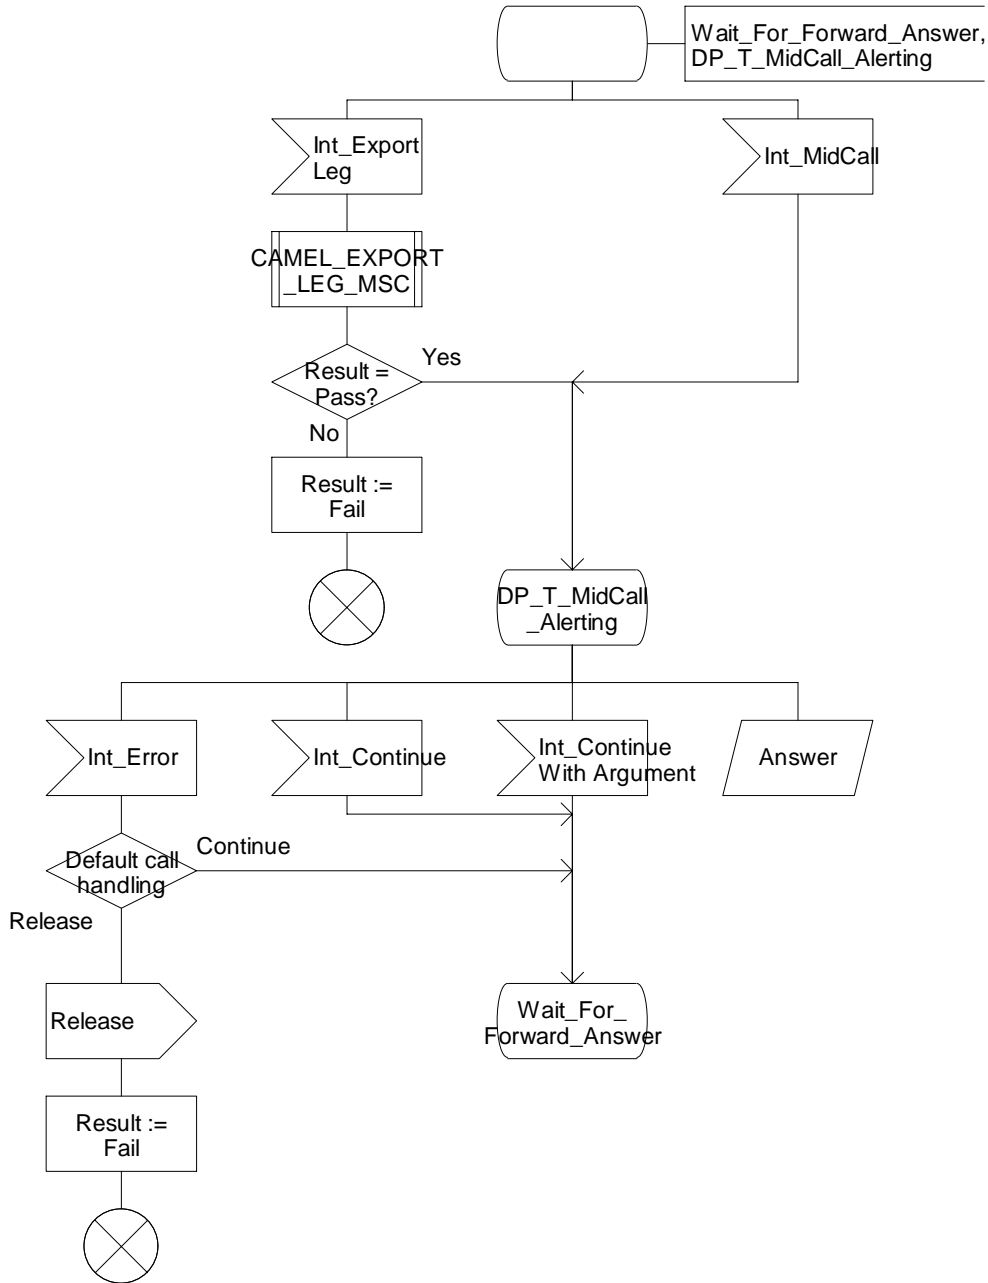 Wait_For_Forward_Answer,
DP_T_MidCall_Alerting
Int_Export
Leg
Int_MidCall
CAMEL_EXPORT
_LEG_MSC
Result =
Pass?
Yes
No
Result :=
Fail
DP_T_MidCall
_Alerting
Int_Error
Int_Continue
Int_Continue
With Argument
Answer
Default call
handling
Continue
Release
Release
Wait_For_
Forward_Answer
Result :=
Fail